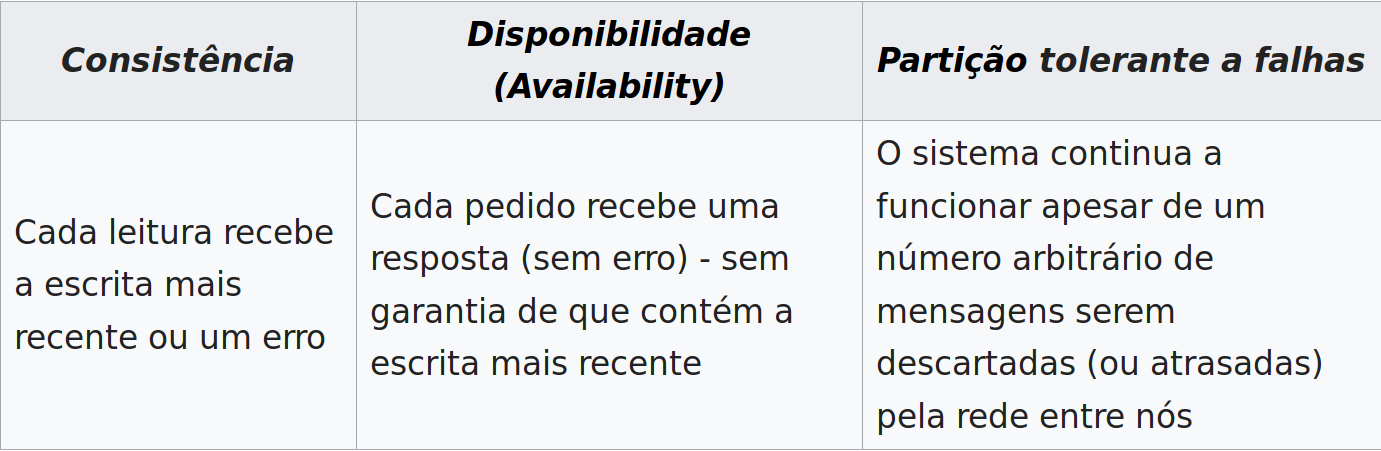 Consistência
Disponibilidade
(Availability)
Partição tolerante a falhas
Cada leitura recebe
a escrita mais
recente ou um erro
Cada pedido recebe uma
resposta (sem erro) - sem
garantia de que contém a
escrita mais recente
O sistema continua a
funcionar apesar de um
número arbitrário de
mensagens serem
descartadas (ou atrasadas)
pela rede entre nós